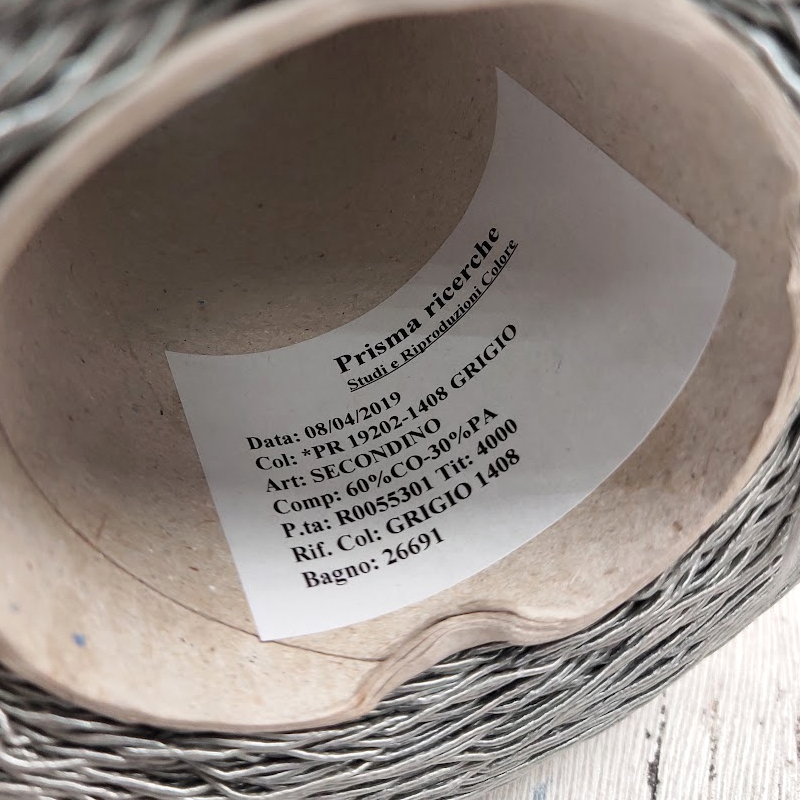 Prisma ricerche
Studi e Riproduzioni Colore
Data: 08/04/2019
Col: *PR 19202-1408 GRIGIO
Art: SECONDINO
Comp: 60%CO-30%PA
P.ta: R0055301 Tit: 4000
Rif. Col: GRIGIO 1408
Bagno: 26691